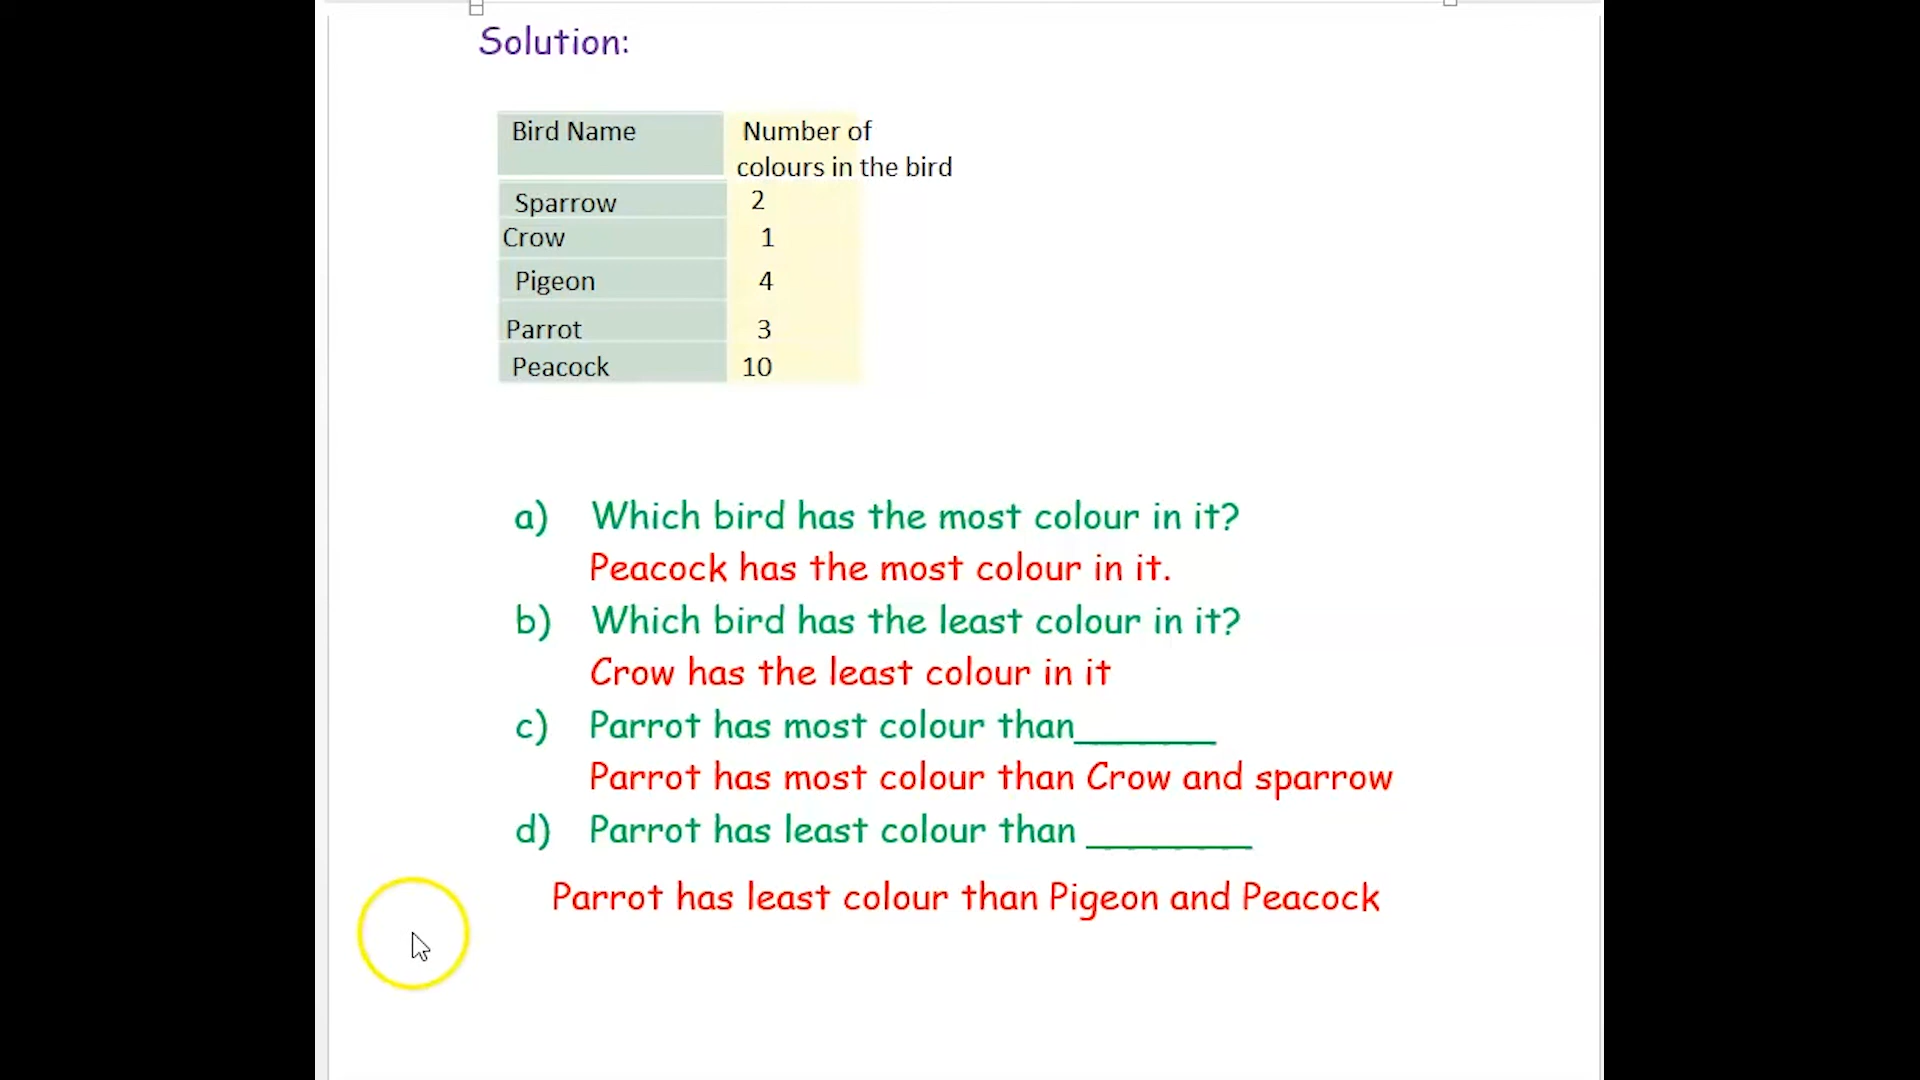 Solution:
Bird Name Number of
colours in the bird
Sparrow 2
Crow 1
Pigeon 4
Parrot 3
Peacock 10
a) Which bird has the most colour in it?
Peacock has the most colour in it.
b) Which bird has the least colour in it?
Crow has the least colour in it
c) Parrot has most colour than______
Parrot has most colour than Crow and sparrow
d) Parrot has least colour than _______
Parrot has least colour than Pigeon and Peacock